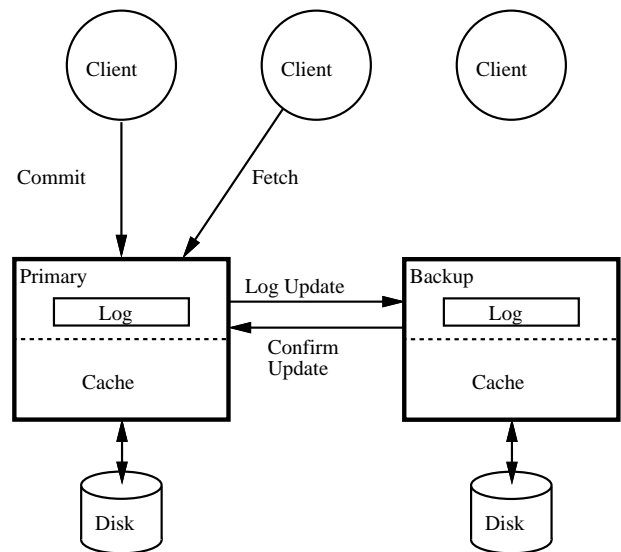 Client
Client
Client
Commit
Fetch
Primary
Log Update
Backup
Log
Log
Confirm
Update
Cache
Cache
Disk
Disk